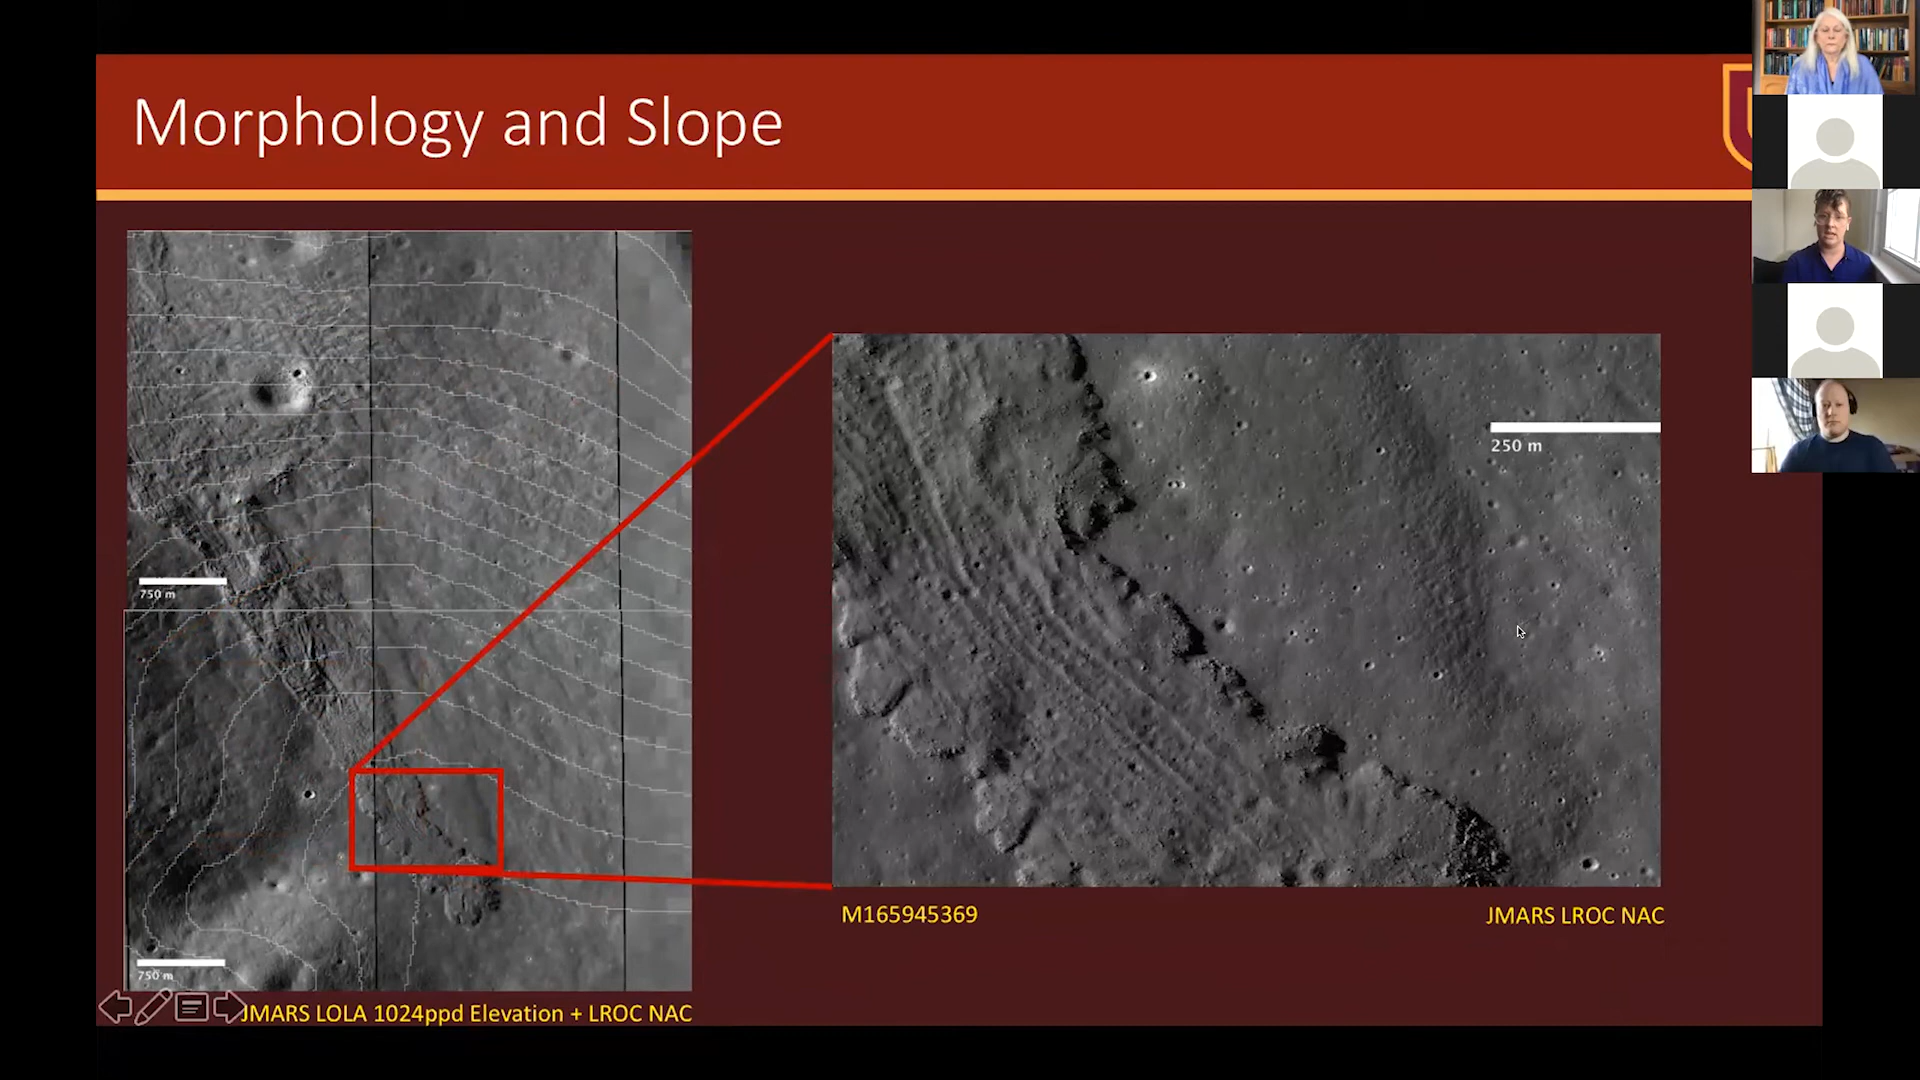 Morphology and Slope
750 m
750 m
JMARS LOLA 1024ppd Elevation + LROC NAC
250 m
M165945369
JMARS LROC NAC